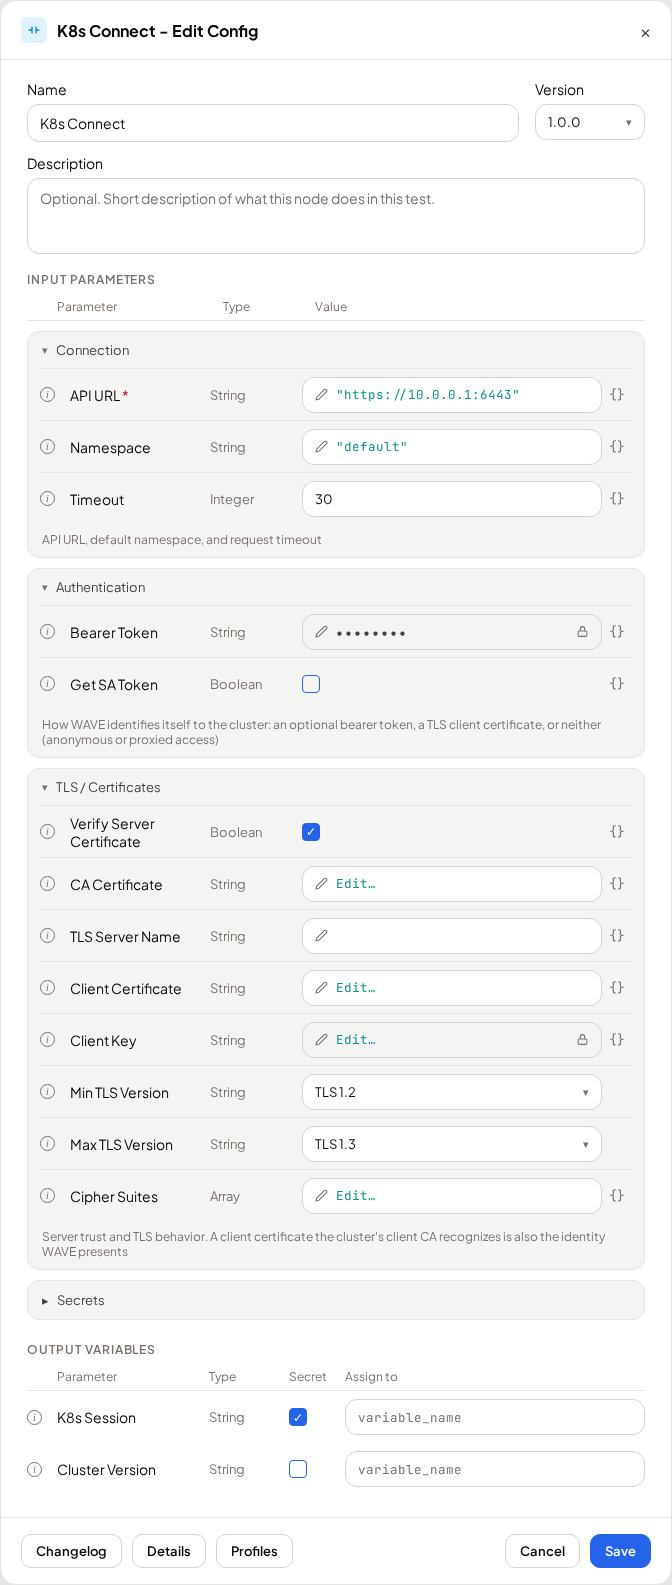 K8s Connect – Edit Config
×
Name
Version
K8s Connect
1.0.0
Description
Optional. Short description of what this node does in this test.
INPUT PARAMETERS
Parameter Type Value
Connection
API URL * String "https://10.0.0.1:6443" {}
Namespace String "default" {}
Timeout Integer 30 {}
API URL, default namespace, and request timeout
Authentication
Bearer Token String •••••••• {}
Get SA Token Boolean {}
How WAVE identifies itself to the cluster: an optional bearer token, a TLS client certificate, or neither
(anonymous or proxied access)
TLS / Certificates
Verify Server
Certificate
Boolean {}
CA Certificate String Edit… {}
TLS Server Name String {}
Client Certificate String Edit… {}
Client Key String Edit… {}
Min TLS Version String TLS 1.2
Max TLS Version String TLS 1.3
Cipher Suites Array Edit… {}
Server trust and TLS behavior. A client certificate the cluster's client CA recognizes is also the identity
WAVE presents
Secrets
OUTPUT VARIABLES
Parameter Type Secret Assign to
K8s Session String variable_name
Cluster Version String variable_name
Changelog Details Profiles Cancel Save